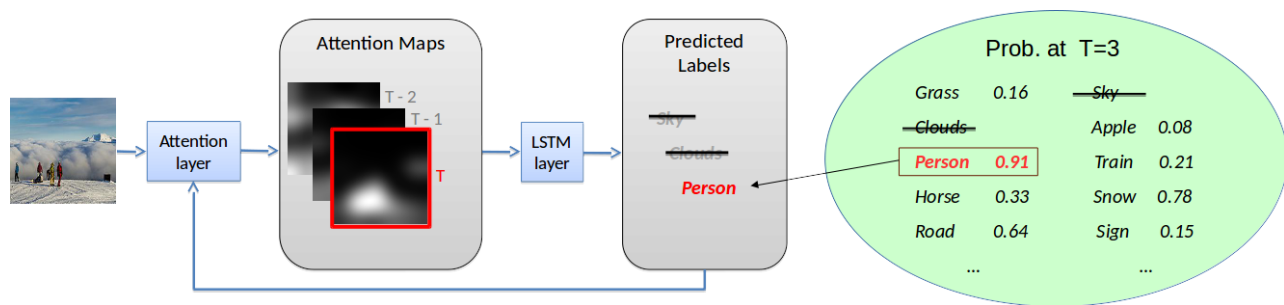 Attention Maps
T - 2
T - 1
T
Attention
layer
LSTM
layer
Predicted
Labels
Sky
Clouds
Person
Prob. at T=3
Grass 0.16 Sky
Clouds Apple 0.08
Person 0.91 Train 0.21
Horse 0.33 Snow 0.78
Road 0.64 Sign 0.15
... ...